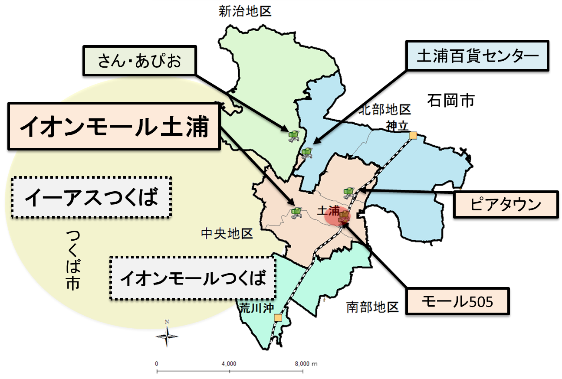 新治地区
さん・あぴお
土浦百貨センター
北部地区
石岡市
神立
イオンモール土浦
イーアスつくば
ピアタウン
土浦
つくば市
中央地区
イオンモールつくば
モール505
南部地区
荒川沖
N
0 4,000 8,000 m